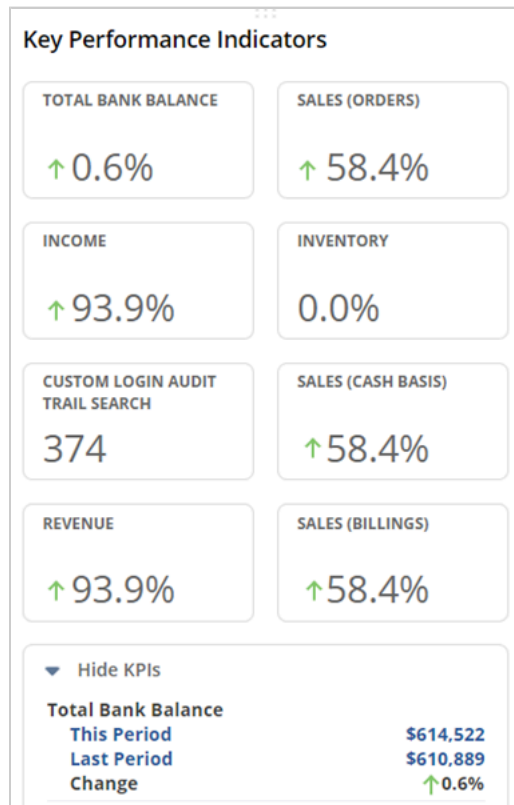 Key Performance Indicators
TOTAL BANK BALANCE
↑ 0.6%
SALES (ORDERS)
↑ 58.4%
INCOME
↑ 93.9%
INVENTORY
0.0%
CUSTOM LOGIN AUDIT
TRAIL SEARCH
374
SALES (CASH BASIS)
↑ 58.4%
REVENUE
↑ 93.9%
SALES (BILLINGS)
↑ 58.4%
Hide KPIs
Total Bank Balance
This Period $614,522
Last Period $610,889
Change ↑ 0.6%